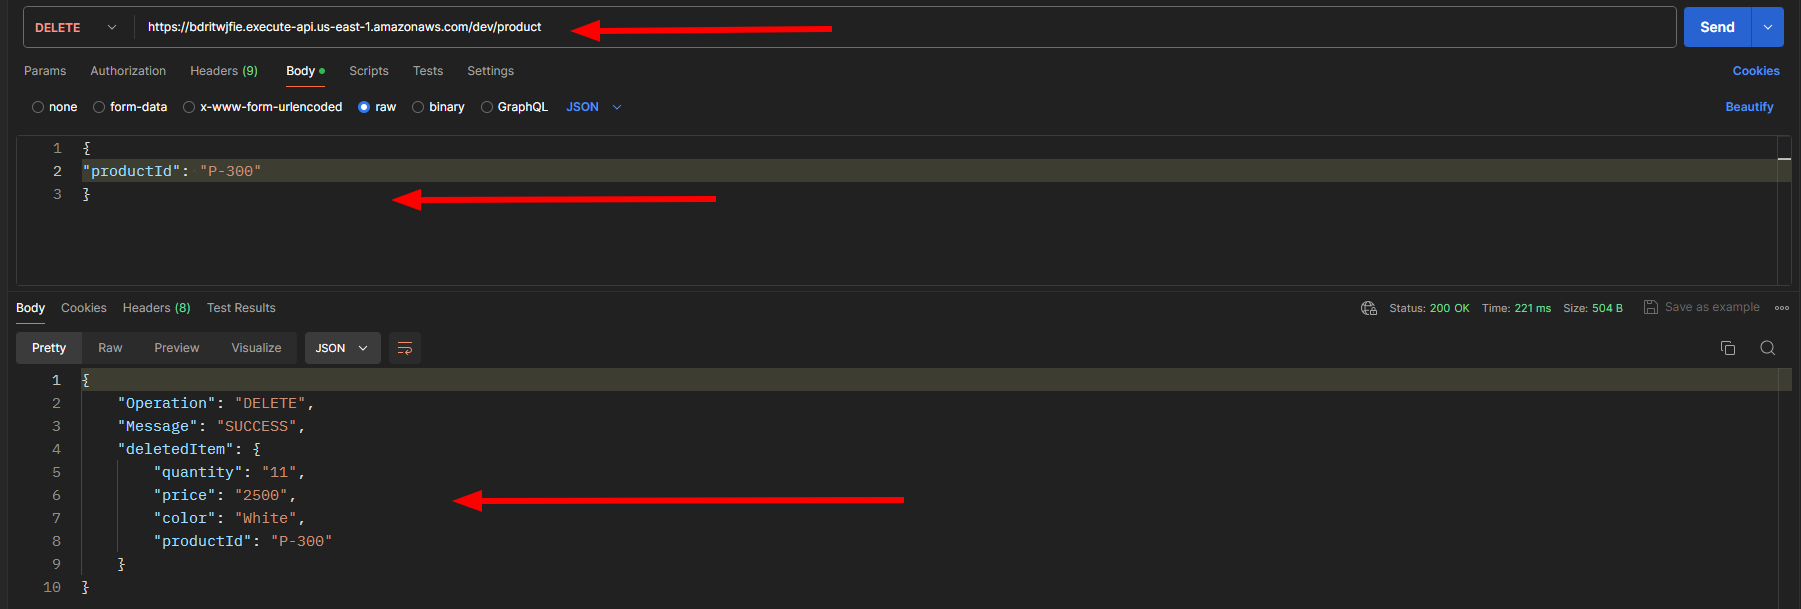 DELETE https://bdritwjfie.execute-api.us-east-1.amazonaws.com/dev/product Send
Params Authorization Headers (9) Body Scripts Tests Settings Cookies
none form-data x-www-form-urlencoded raw binary GraphQL JSON Beautify
1 {
2 "productId": "P-300"
3 }
Body Cookies Headers (8) Test Results Status: 200 OK Time: 221 ms Size: 504 B Save as example
Pretty Raw Preview Visualize JSON
1 {
2 "Operation": "DELETE",
3 "Message": "SUCCESS",
4 "deletedItem": {
5 "quantity": "11",
6 "price": "2500",
7 "color": "White",
8 "productId": "P-300"
9 }
10 }